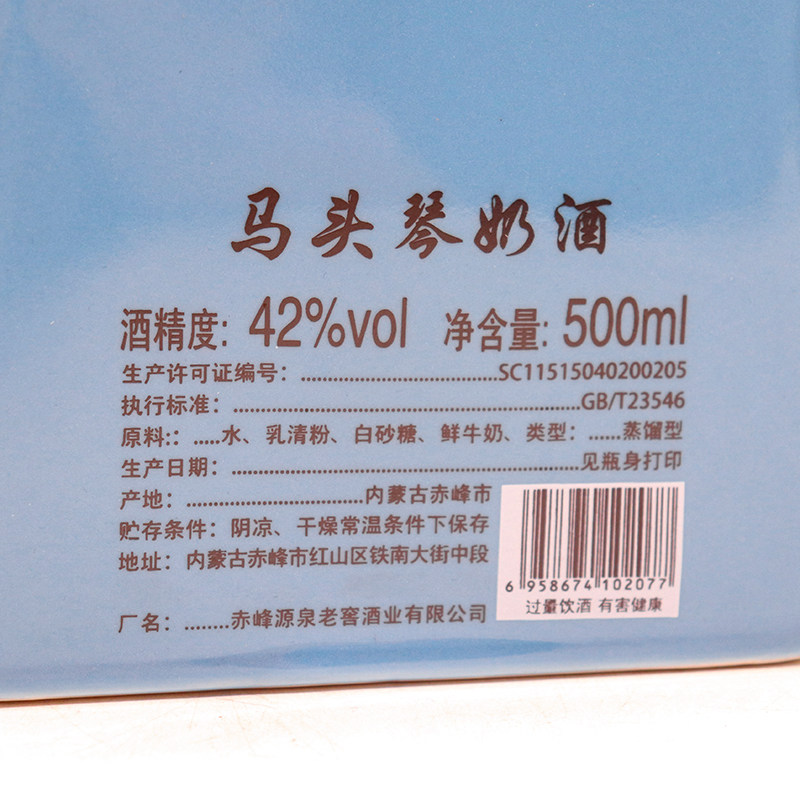 马头琴奶酒
酒精度: 42%vol 净含量: 500ml
生产许可证编号: ........................SC11515040200205
执行标准: ........................GB/T23546
原料:: .....水、乳清粉、白砂糖、鲜牛奶、类型: ......蒸馏型
生产日期: ........................见瓶身打印
产地: ........................内蒙古赤峰市
贮存条件: 阴凉、干燥常温条件下保存
地址: 内蒙古赤峰市红山区铁南大街中段
厂名: ........赤峰源泉老窖酒业有限公司
6 958674 102077
过量饮酒 有害健康